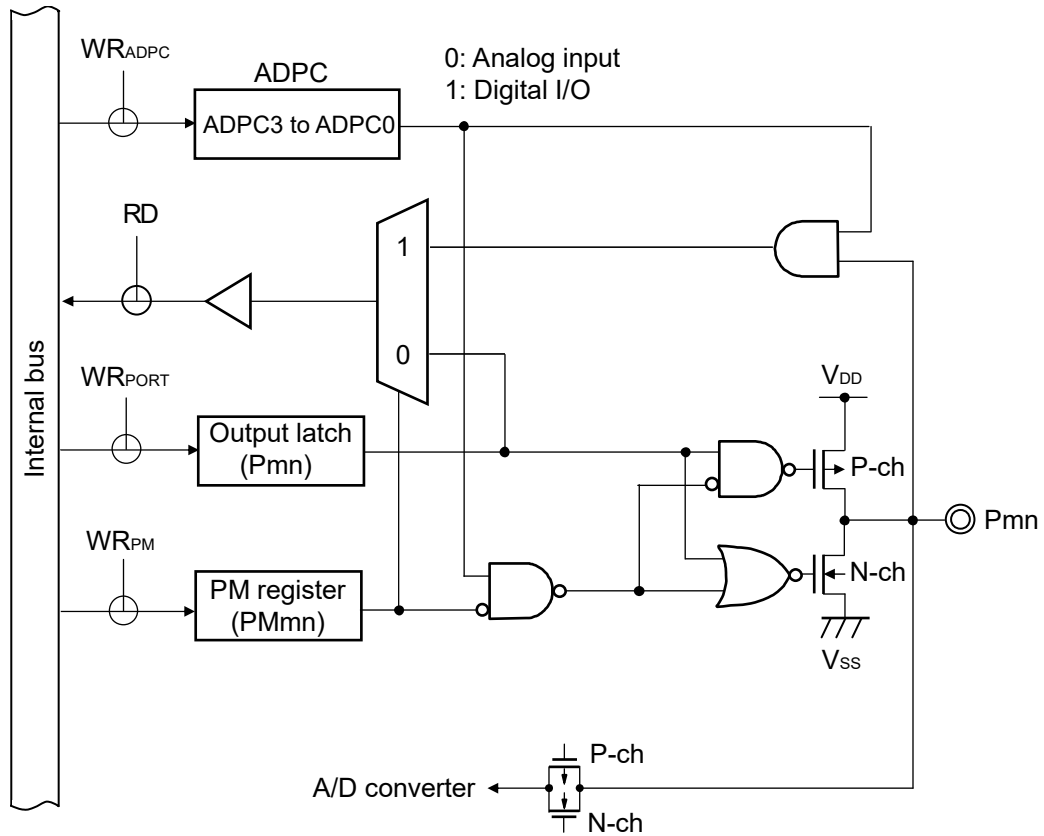 WRADPC
ADPC
0: Analog input
1: Digital I/O
ADPC3 to ADPC0
RD
1
0
Internal bus
WRPORT
Output latch
(Pmn)
VDD
P-ch
Pmn
WRPM
PM register
(PMmn)
N-ch
VSS
P-ch
A/D converter
N-ch